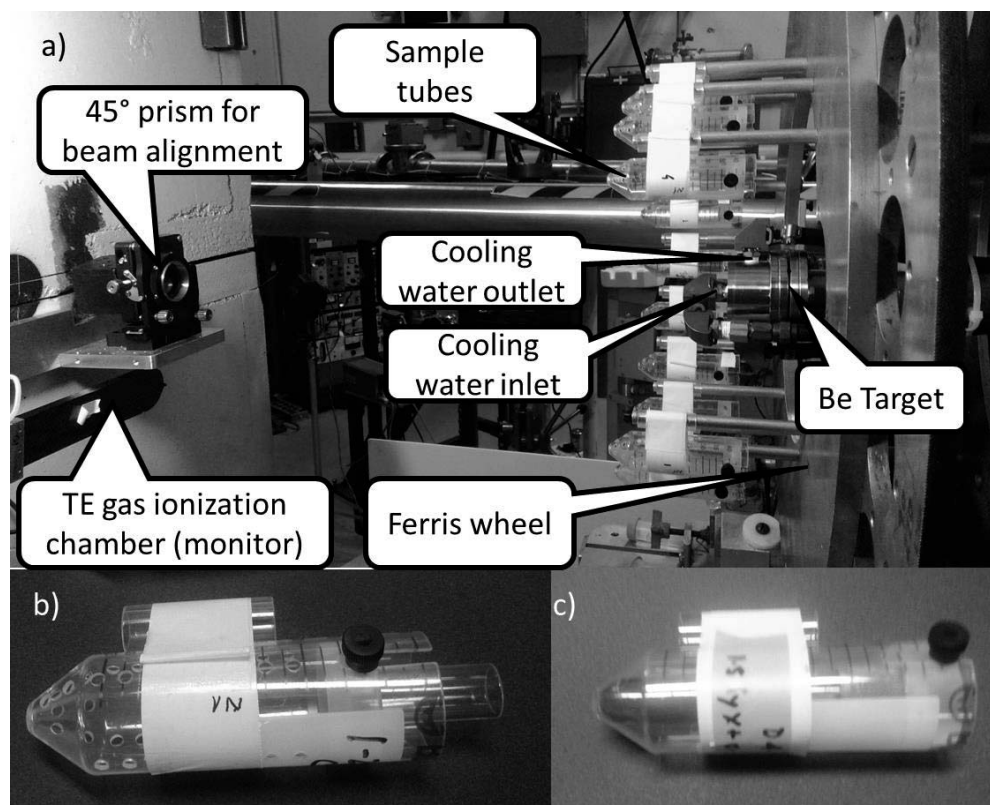 a)
Sample
tubes
45° prism for
beam alignment
Cooling
water outlet
Cooling
water inlet
Be Target
TE gas ionization
chamber (monitor)
Ferris wheel
b)
N1
c)